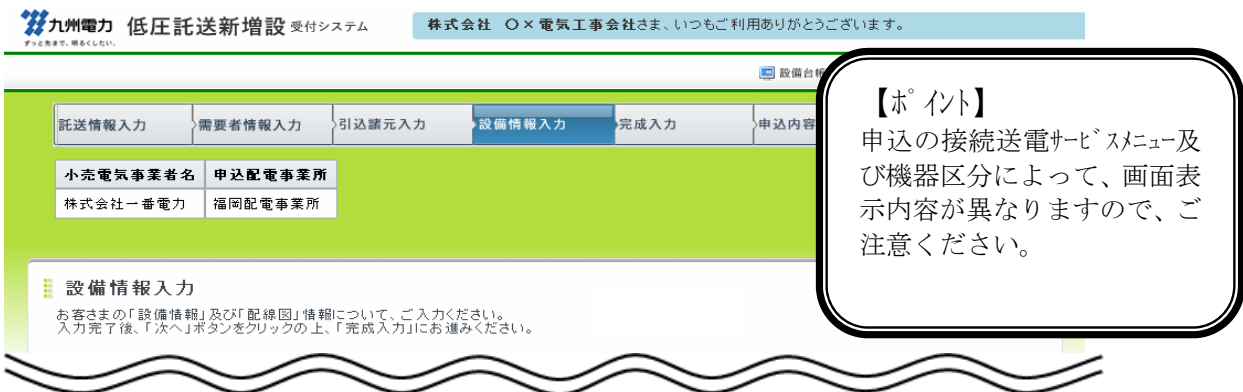 九州電力 低圧託送新増設 受付システム 株式会社 〇×電気工事会社さま、いつもご利用ありがとうございます。
ずっと先まで、明るくしたい。
設備台帳
託送情報入力 需要者情報入力 引込諸元入力 設備情報入力 完成入力 申込内容
小売電気事業者名 申込配電事業所
株式会社一番電力 福岡配電事業所
設備情報入力
お客さまの「設備情報」及び「配線図」情報について、ご入力ください。
入力完了後、「次へ」ボタンをクリックの上、「完成入力」にお進みください。
【ﾎﾟｲﾝﾄ】
申込の接続送電ｻｰﾋﾞｽﾒﾆｭｰ及
び機器区分によって、画面表
示内容が異なりますので、ご
注意ください。